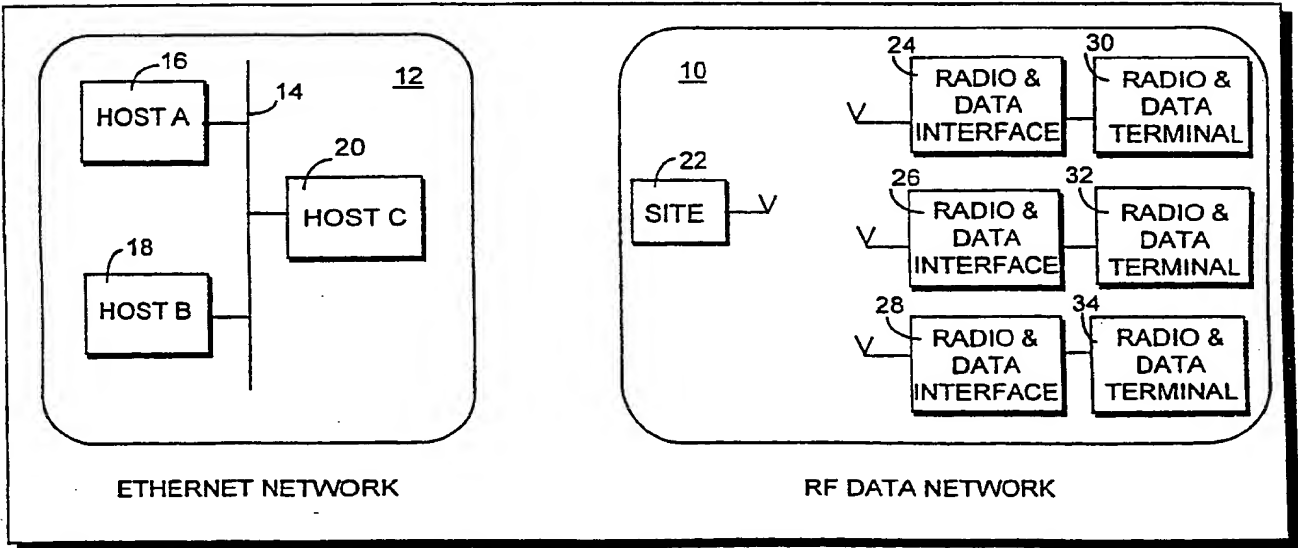 16
HOST A
14
12
20
HOST C
18
HOST B
ETHERNET NETWORK
10
22
SITE
24
RADIO &
DATA
INTERFACE
30
RADIO &
DATA
TERMINAL
26
RADIO &
DATA
INTERFACE
32
RADIO &
DATA
TERMINAL
28
RADIO &
DATA
INTERFACE
34
RADIO &
DATA
TERMINAL
RF DATA NETWORK